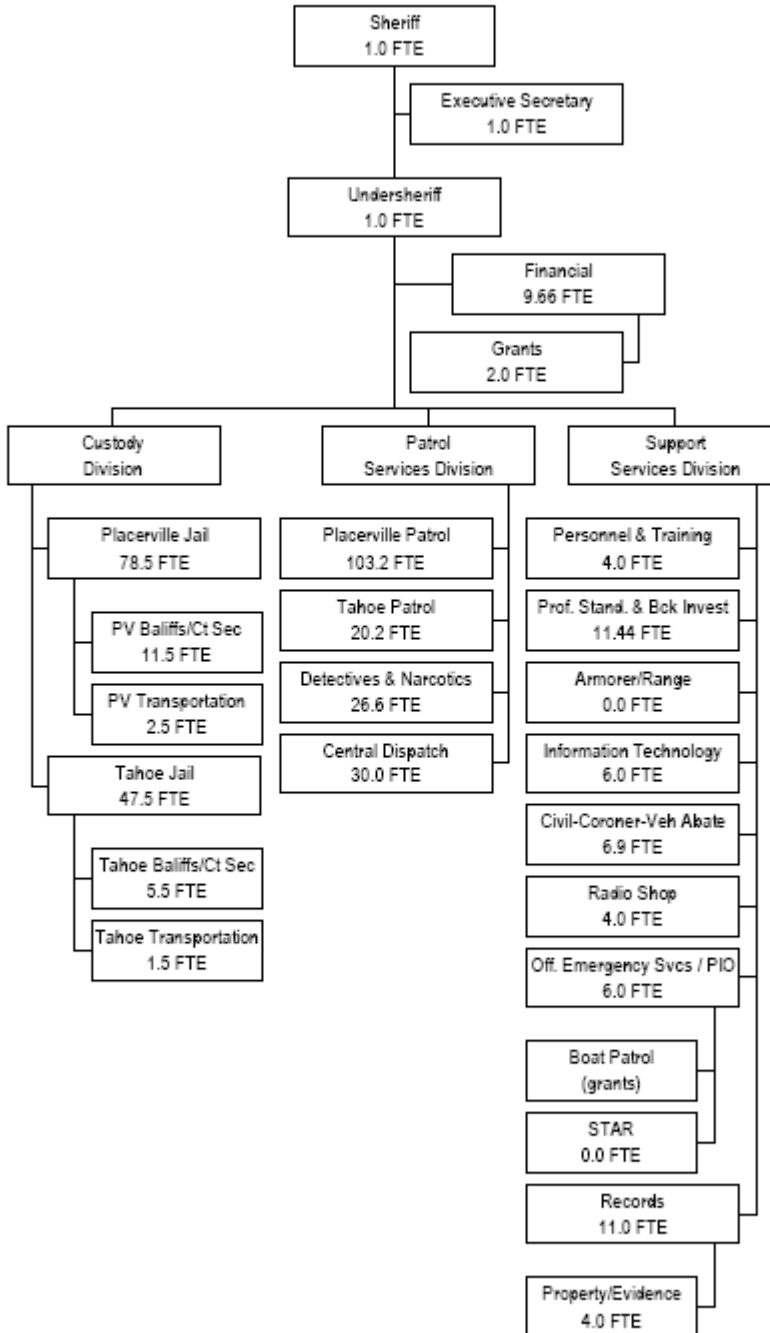 Sheriff
1.0 FTE
Executive Secretary
1.0 FTE
Undersheriff
1.0 FTE
Financial
9.66 FTE
Grants
2.0 FTE
Custody
Division
Placerville Jail
78.5 FTE
PV Baliffs/Ct Sec
11.5 FTE
PV Transportation
2.5 FTE
Tahoe Jail
47.5 FTE
Tahoe Baliffs/Ct Sec
5.5 FTE
Tahoe Transportation
1.5 FTE
Patrol
Services Division
Placerville Patrol
103.2 FTE
Tahoe Patrol
20.2 FTE
Detectives & Narcotics
26.6 FTE
Central Dispatch
30.0 FTE
Support
Services Division
Personnel & Training
4.0 FTE
Prof. Stand. & Bck Invest
11.44 FTE
Armorer/Range
0.0 FTE
Information Technology
6.0 FTE
Civil-Coroner-Veh Abate
6.9 FTE
Radio Shop
4.0 FTE
Off. Emergency Svcs / PIO
6.0 FTE
Boat Patrol
(grants)
STAR
0.0 FTE
Records
11.0 FTE
Property/Evidence
4.0 FTE